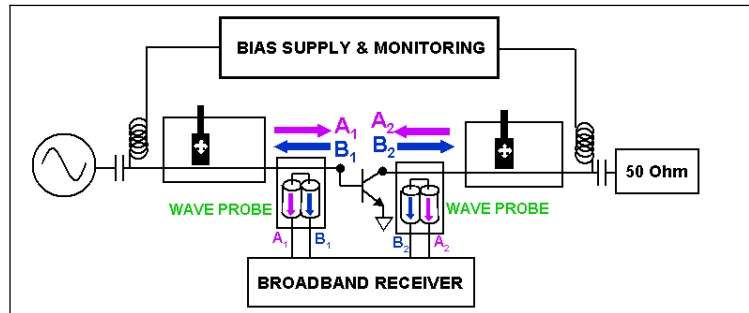 BIAS SUPPLY & MONITORING
A1 A2
B1 B2
50 Ohm
WAVE PROBE WAVE PROBE
A1 B1 B2 A2
BROADBAND RECEIVER